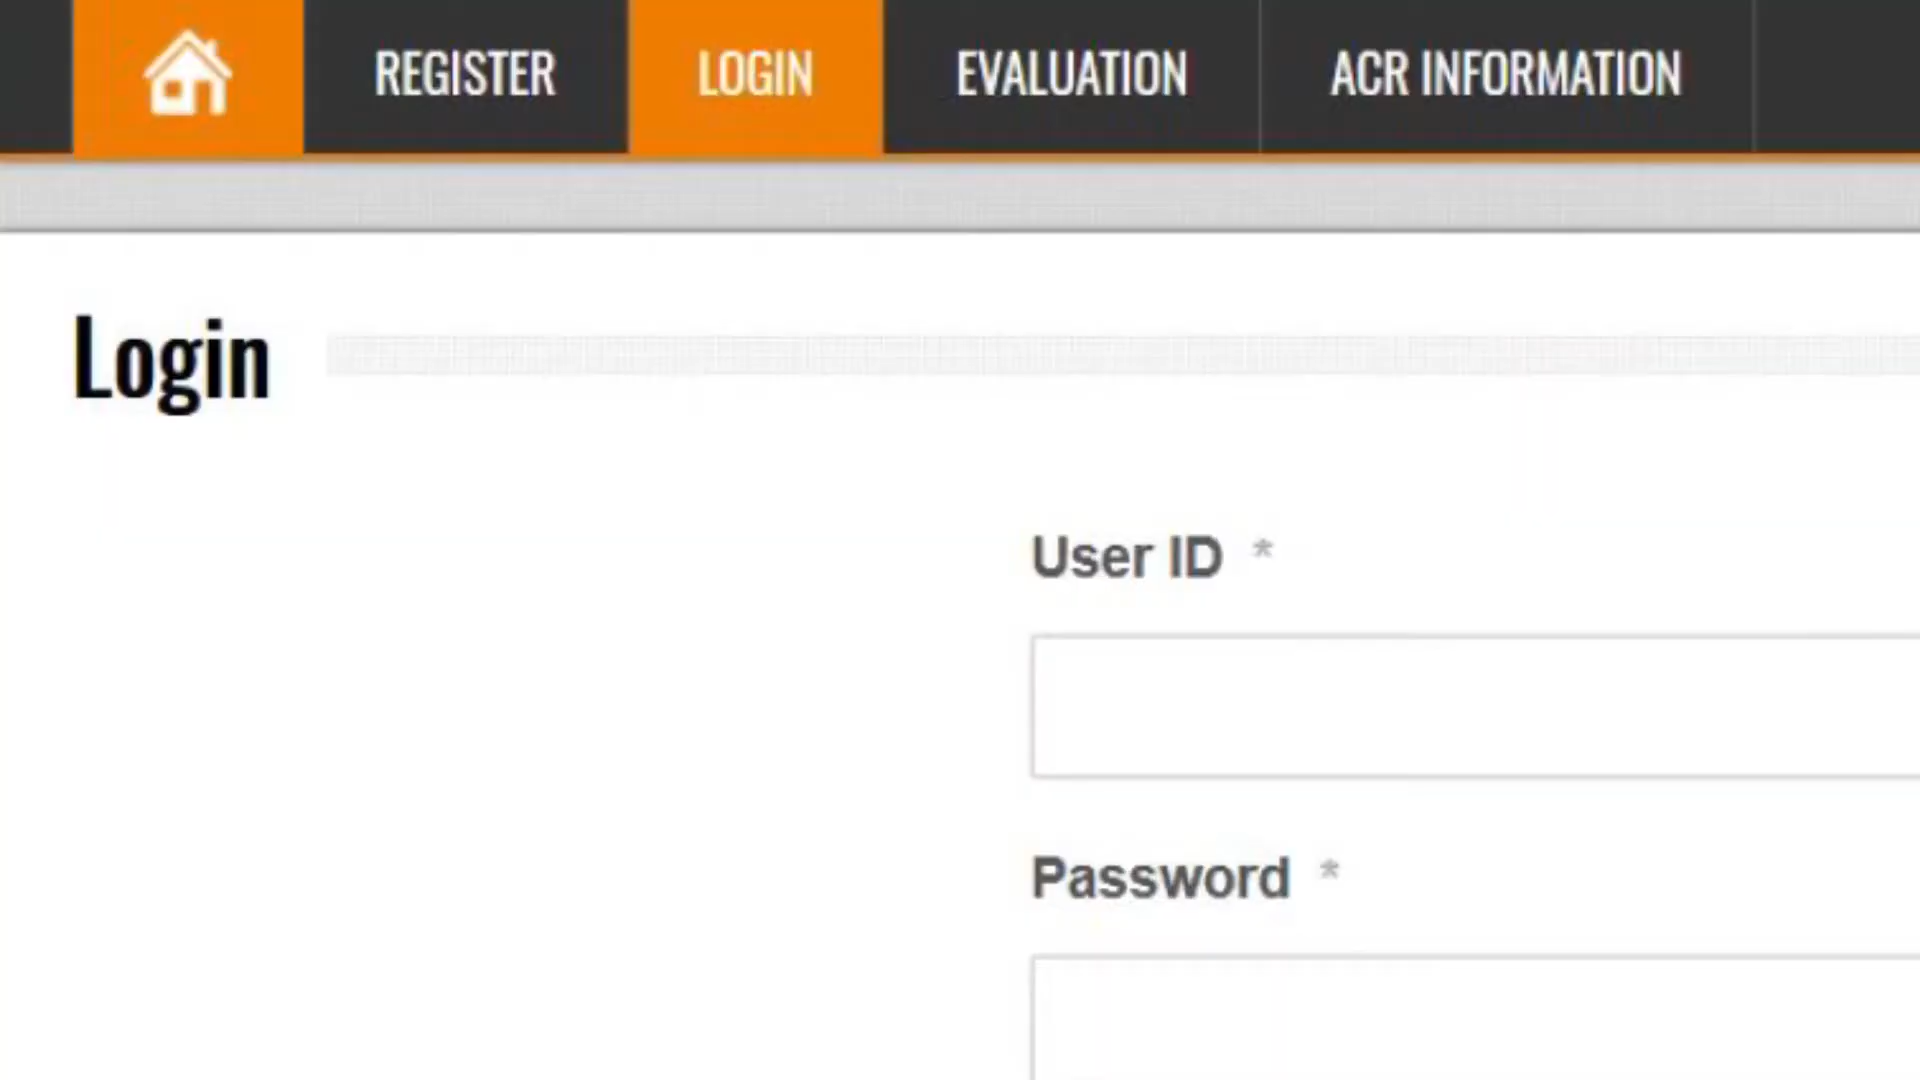 REGISTER LOGIN EVALUATION ACR INFORMATION
Login
User ID *
Password *